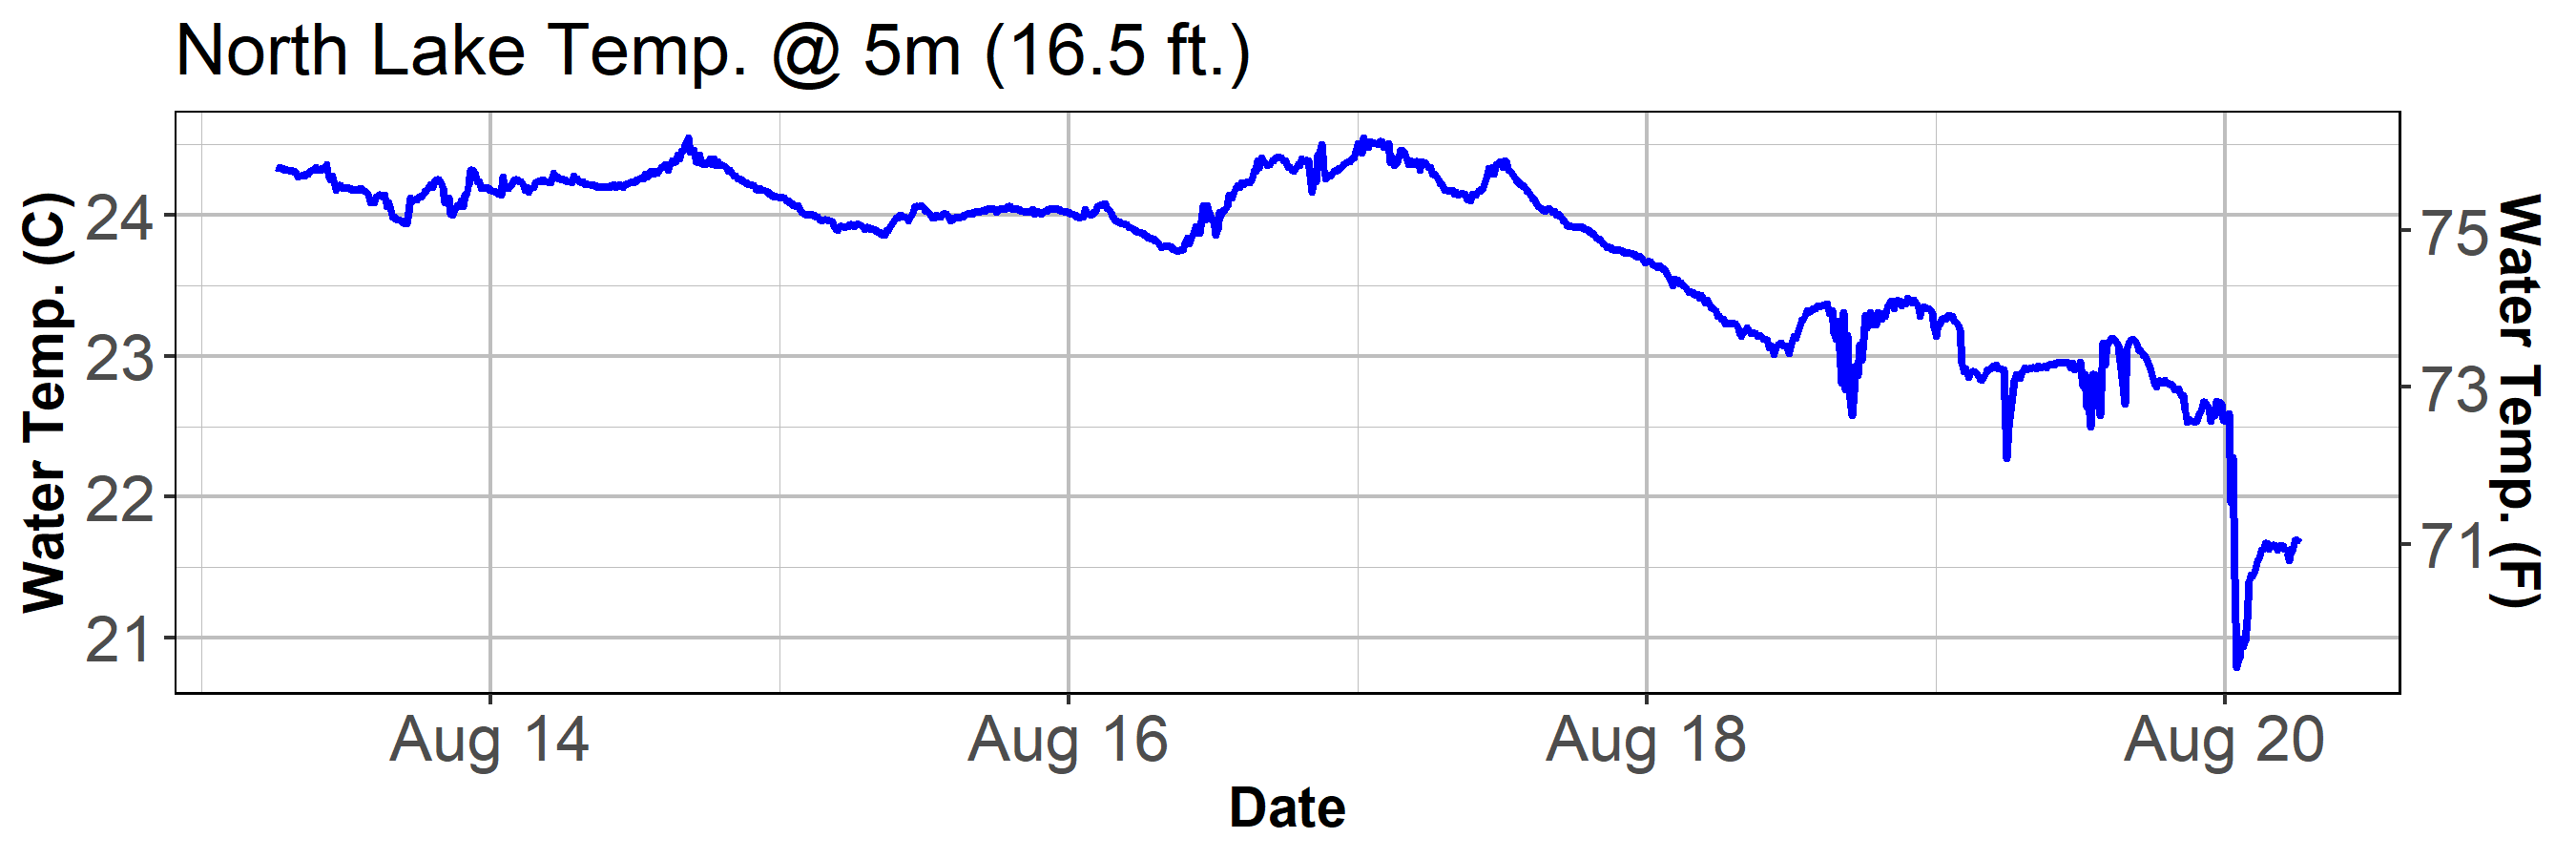 North Lake Temp. @ 5m (16.5 ft.)
Water Temp. (C)
24
23
22
21
75
73
71
Water Temp. (F)
Aug 14
Aug 16
Aug 18
Aug 20
Date